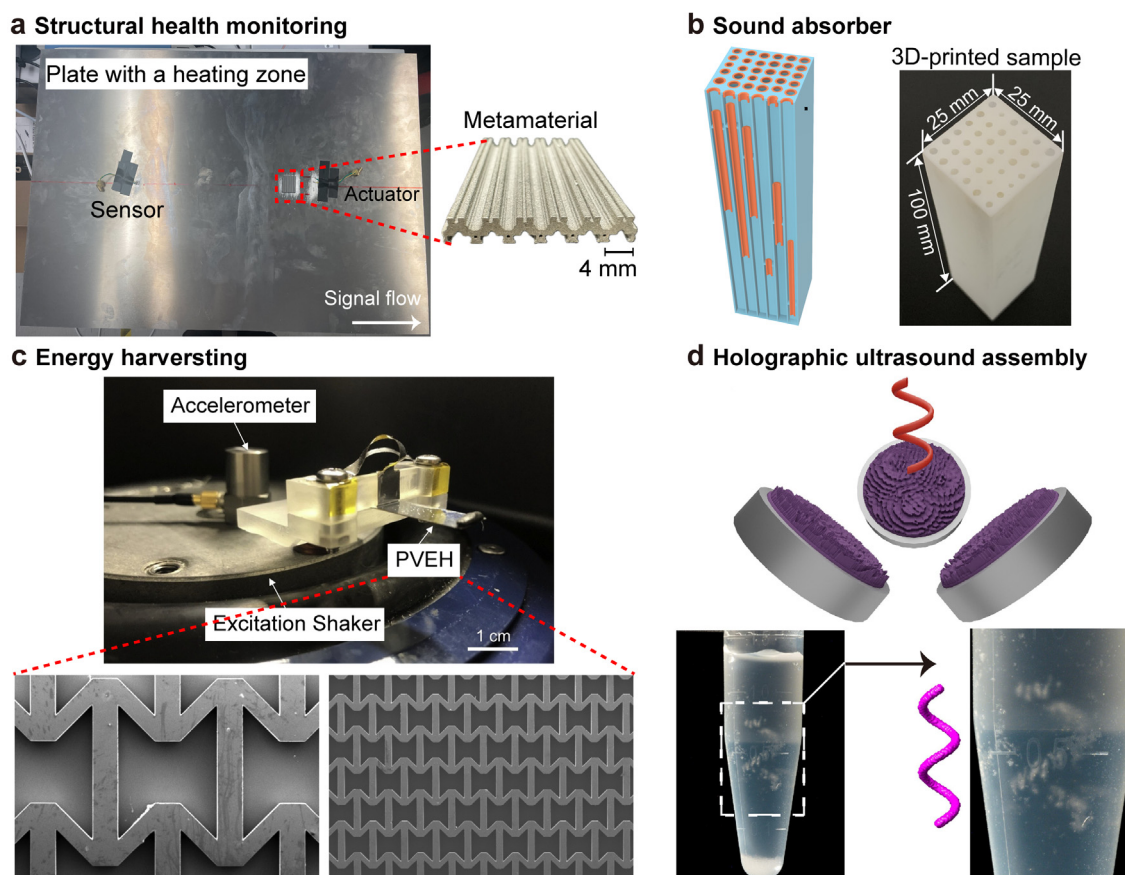 a Structural health monitoring
Plate with a heating zone
Sensor
Actuator
Signal flow
Metamaterial
4 mm
b Sound absorber
3D-printed sample
25 mm
25 mm
100 mm
c Energy harversting
Accelerometer
PVEH
Excitation Shaker
1 cm
d Holographic ultrasound assembly